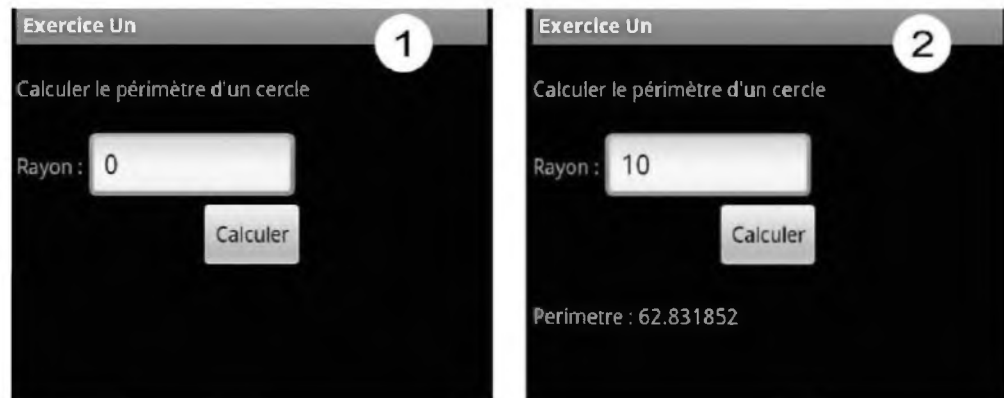 Exercice Un
1
Calculer le périmètre d'un cercle
Rayon : 0
Calculer
Exercice Un
2
Calculer le périmètre d'un cercle
Rayon : 10
Calculer
Perimetre : 62.831852